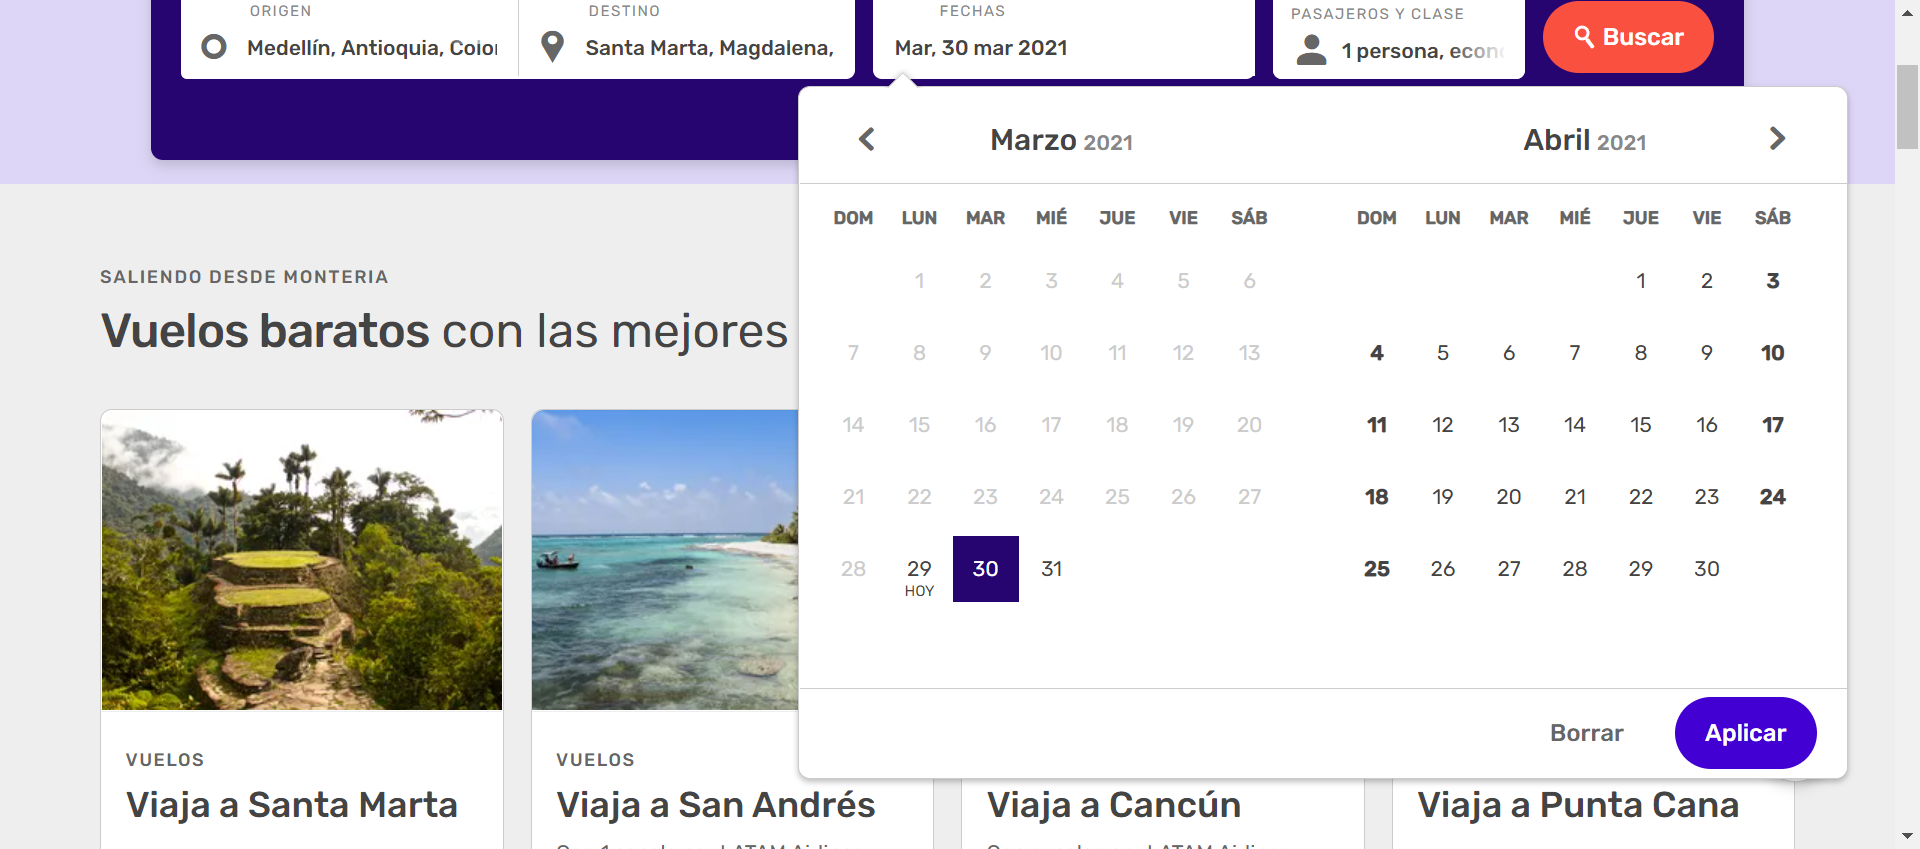 ORIGEN
Medellín, Antioquia,
DESTINO
Santa Marta, Magdalena,
FECHAS
Mar, 30 mar 2021
PASAJEROS Y CLASE
1 persona,
Buscar
Marzo 2021
DOM LUN MAR MIÉ JUE VIE SÁB
1 2 3 4 5 6
7 8 9 10 11 12 13
14 15 16 17 18 19 20
21 22 23 24 25 26 27
28 29 30 31
HOY
Abril 2021
DOM LUN MAR MIÉ JUE VIE SÁB
1 2 3
4 5 6 7 8 9 10
11 12 13 14 15 16 17
18 19 20 21 22 23 24
25 26 27 28 29 30
Borrar
Aplicar
SALIENDO DESDE MONTERIA
Vuelos baratos con las mejores
VUELOS
Viaja a Santa Marta
VUELOS
Viaja a San Andrés
Viaja a Cancún
Viaja a Punta Cana